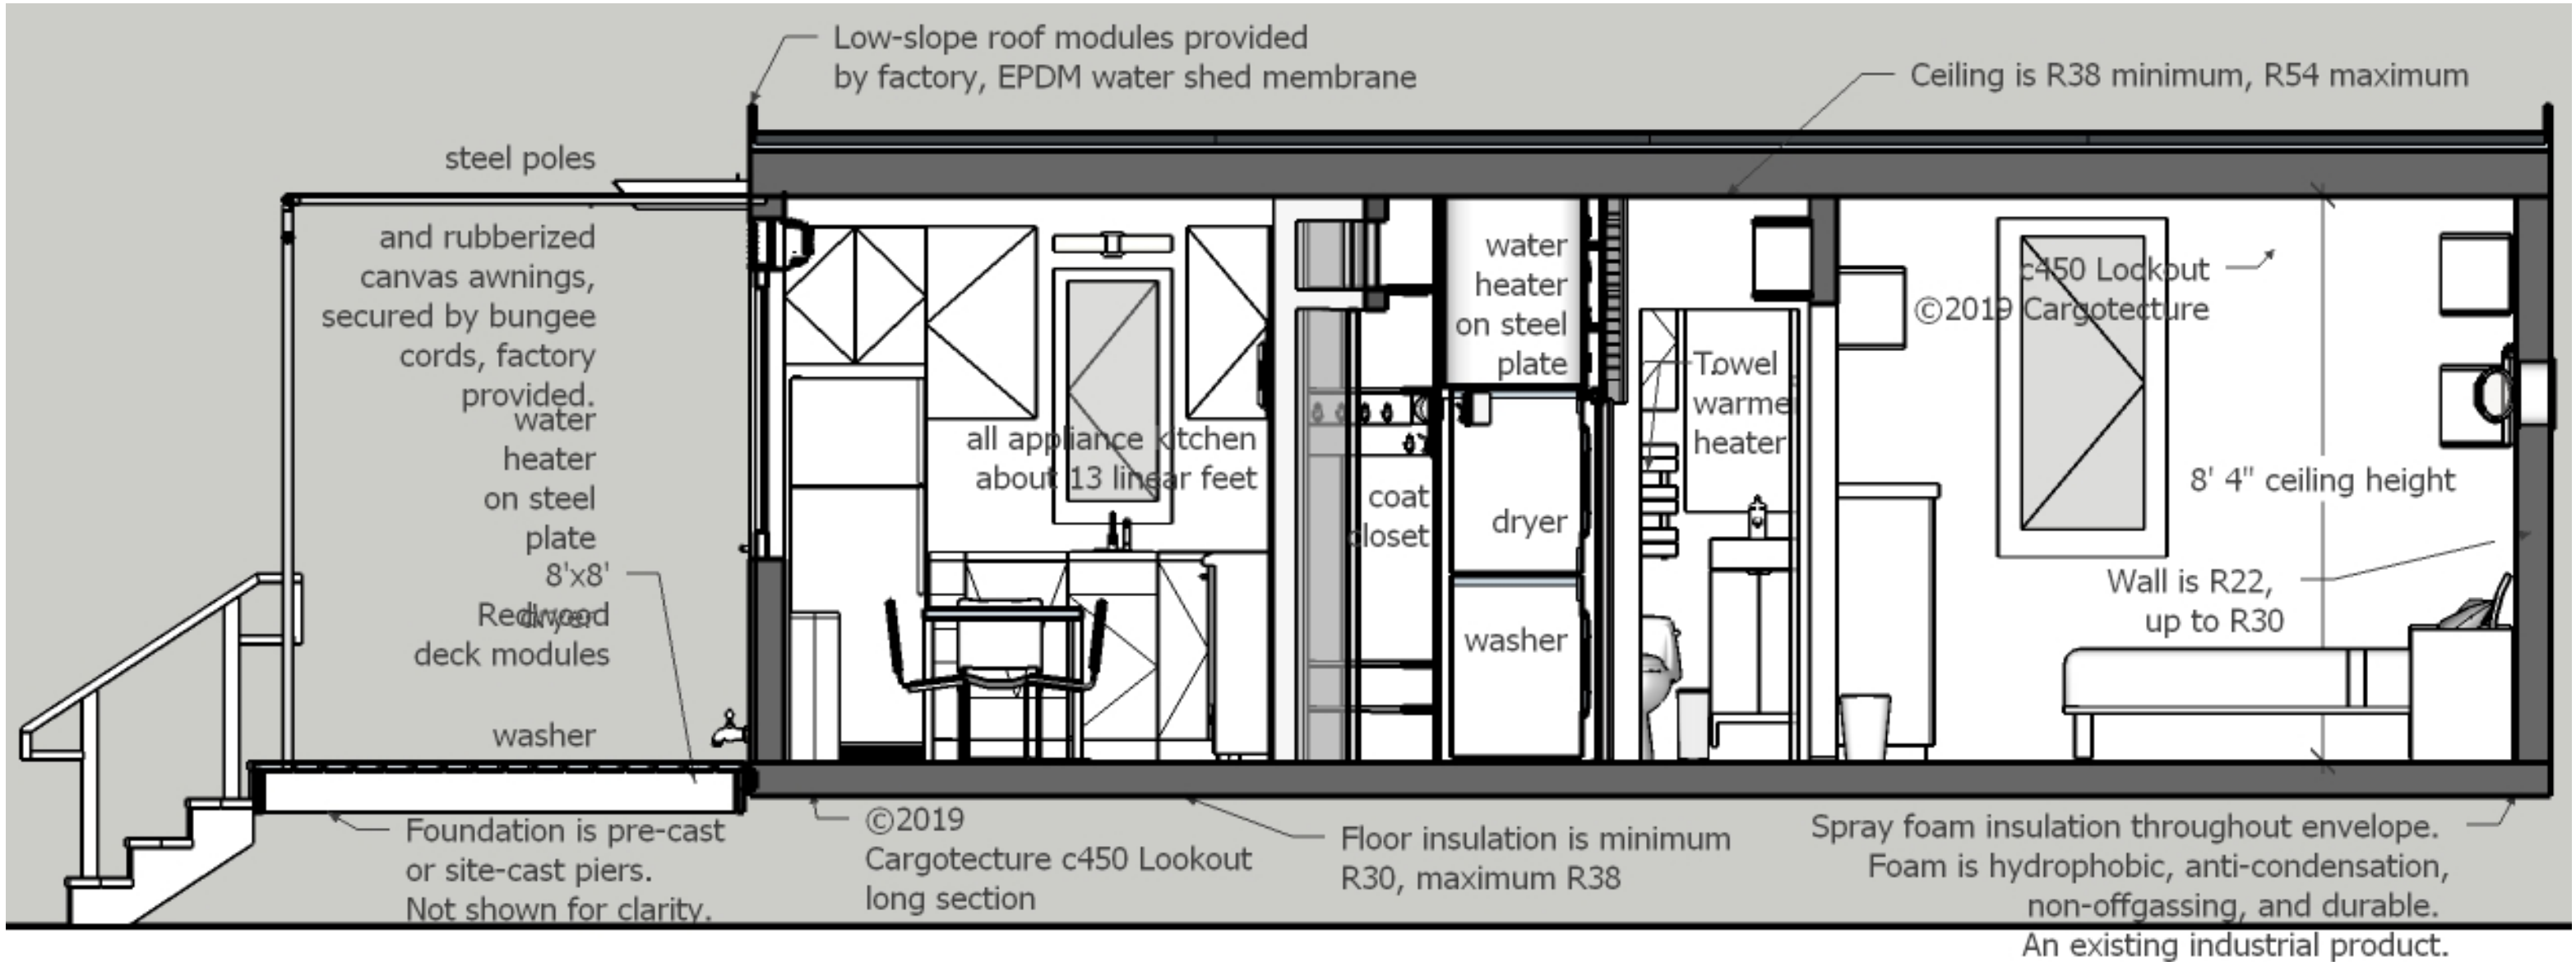 Low-slope roof modules provided
by factory, EPDM water shed membrane
Ceiling is R38 minimum, R54 maximum
steel poles
and rubberized
canvas awnings,
secured by bungee
cords, factory
provided.
water
heater
on steel
plate
8'x8'
Redwood
dryer
deck modules
washer
all appliance kitchen
about 13 linear feet
coat
closet
water
heater
on steel
plate
dryer
washer
Towel
warmer
heater
c450 Lookout
©2019 Cargotecture
8' 4" ceiling height
Wall is R22,
up to R30
Foundation is pre-cast
or site-cast piers.
Not shown for clarity.
©2019
Cargotecture c450 Lookout
long section
Floor insulation is minimum
R30, maximum R38
Spray foam insulation throughout envelope.
Foam is hydrophobic, anti-condensation,
non-offgassing, and durable.
An existing industrial product.